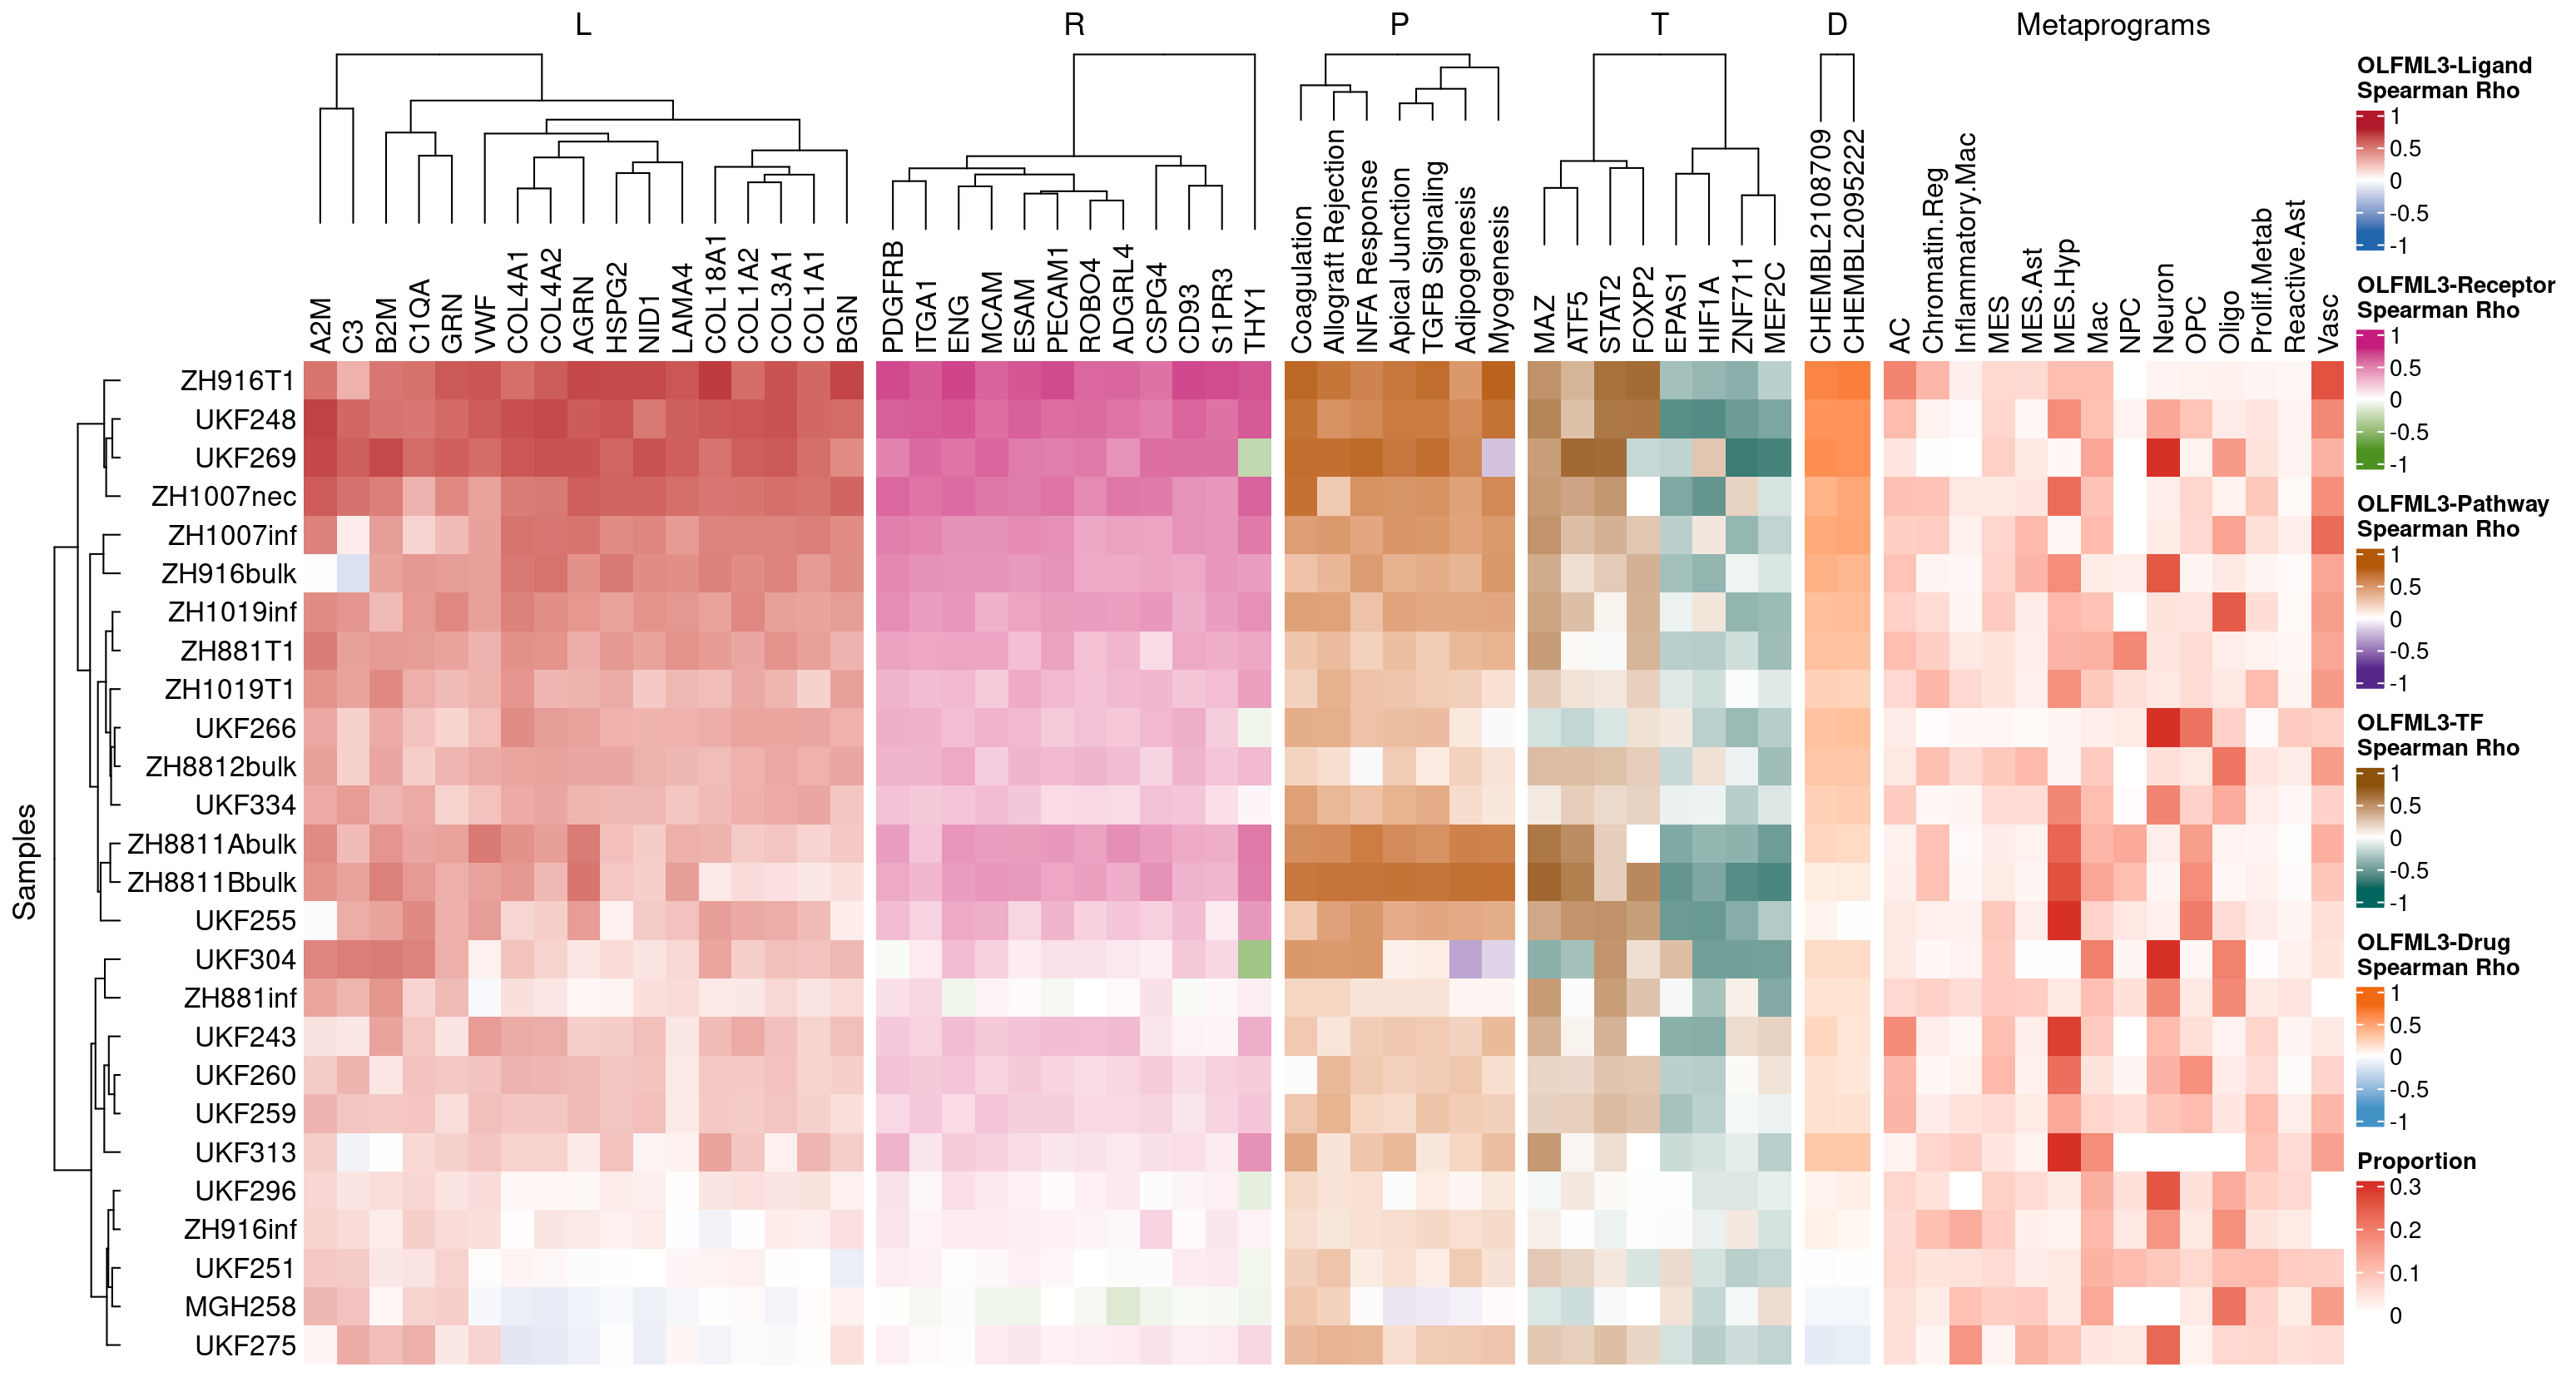 L
R
P
T
D
Metaprograms
A2M
C3
B2M
C1QA
GRN
VWF
COL4A1
COL4A2
AGRN
HSPG2
NID1
LAMA4
COL18A1
COL1A2
COL3A1
COL1A1
BGN
PDGFRB
ITGA1
ENG
MCAM
ESAM
PECAM1
ROBO4
ADGRL4
CSPG4
CD93
S1PR3
THY1
Coagulation
Allograft Rejection
INFA Response
Apical Junction
TGFB Signaling
Adipogenesis
Myogenesis
MAZ
ATF5
STAT2
FOXP2
EPAS1
HIF1A
ZNF711
MEF2C
CHEMBL2108709
CHEMBL2095222
AC
Chromatin.Reg
Inflammatory.Mac
MES
MES.Ast
MES.Hyp
Mac
NPC
Neuron
OPC
Oligo
Prolif.Metab
Reactive.Ast
Vasc
Samples
ZH916T1
UKF248
UKF269
ZH1007nec
ZH1007inf
ZH916bulk
ZH1019inf
ZH881T1
ZH1019T1
UKF266
ZH8812bulk
UKF334
ZH8811Abulk
ZH8811Bbulk
UKF255
UKF304
ZH881inf
UKF243
UKF260
UKF259
UKF313
UKF296
ZH916inf
UKF251
MGH258
UKF275
OLFML3-Ligand
Spearman Rho
1
0.5
0
-0.5
-1
OLFML3-Receptor
Spearman Rho
1
0.5
0
-0.5
-1
OLFML3-Pathway
Spearman Rho
1
0.5
0
-0.5
-1
OLFML3-TF
Spearman Rho
1
0.5
0
-0.5
-1
OLFML3-Drug
Spearman Rho
1
0.5
0
-0.5
-1
Proportion
0.3
0.2
0.1
0